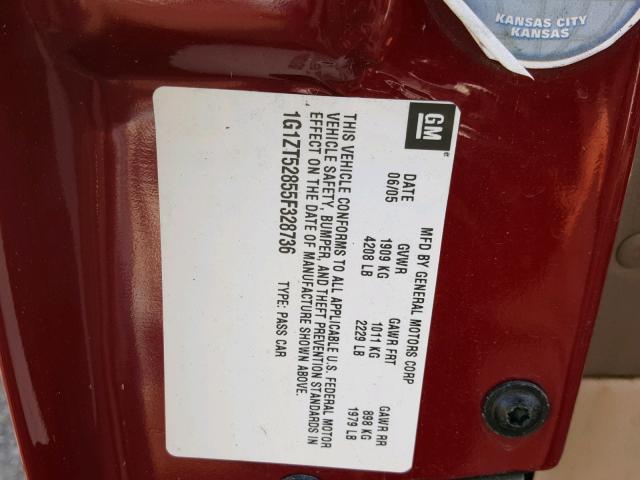 KANSAS CITY
KANSAS
GM
MFD BY GENERAL MOTORS CORP
DATE GVWR GAWR FRT GAWR RR
06/05 1909 KG 1011 KG 898 KG
4208 LB 2229 LB 1979 LB
THIS VEHICLE CONFORMS TO ALL APPLICABLE U.S. FEDERAL MOTOR
VEHICLE SAFETY, BUMPER, AND THEFT PREVENTION STANDARDS IN
EFFECT ON THE DATE OF MANUFACTURE SHOWN ABOVE.
1G1ZT52855F328736 TYPE: PASS CAR